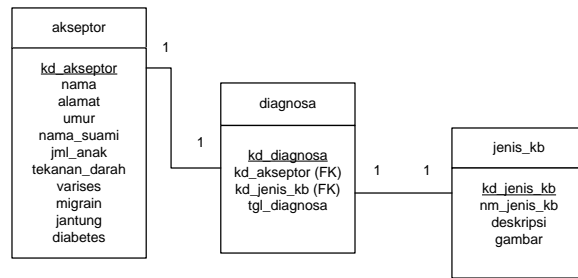 akseptor
kd_akseptor
nama
alamat
umur
nama_suami
jml_anak
tekanan_darah
varises
migrain
jantung
diabetes
1
1
diagnosa
kd_diagnosa
kd_akseptor (FK)
kd_jenis_kb (FK)
tgl_diagnosa
1
1
jenis_kb
kd_jenis_kb
nm_jenis_kb
deskripsi
gambar